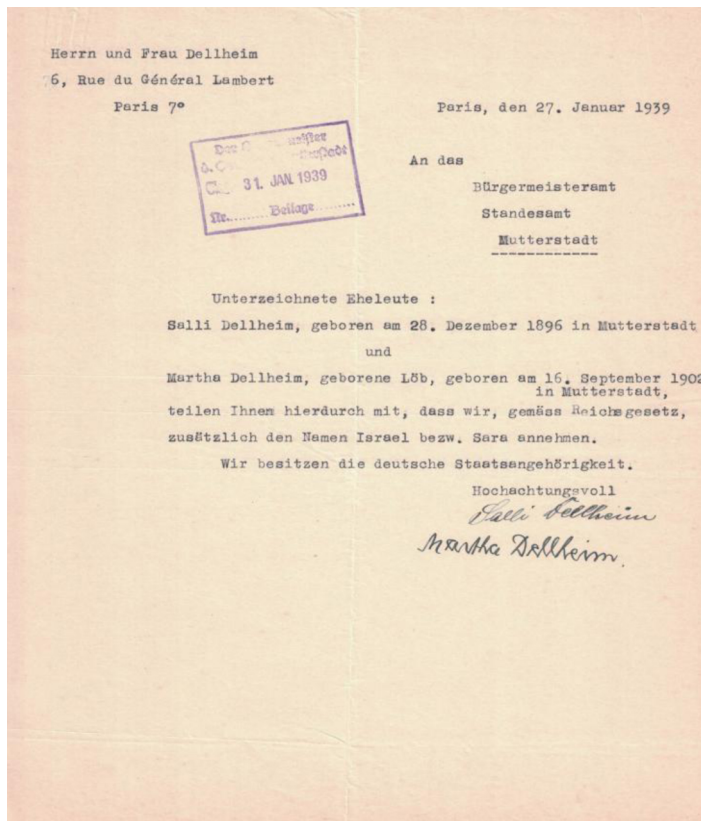 Herrn und Frau Dellheim
6, Rue du Général Lambert
Paris 7°
Paris, den 27. Januar 1939
Der
d.
31. JAN. 1939
Nr. Beilage
An das
Bürgermeisteramt
Standesamt
Mutterstadt
Unterzeichnete Eheleute :
Salli Dellheim, geboren am 28. Dezember 1896 in Mutterstadt
und
Martha Dellheim, geborene Löb, geboren am 16. September 1902
in Mutterstadt,
teilen Ihnen hierdurch mit, dass wir, gemäss Reichsgesetz,
zusätzlich den Namen Israel bezw. Sara annehmen.
Wir besitzen die deutsche Staatsangehörigkeit.
Hochachtungsvoll
Salli Dellheim
Martha Dellheim.